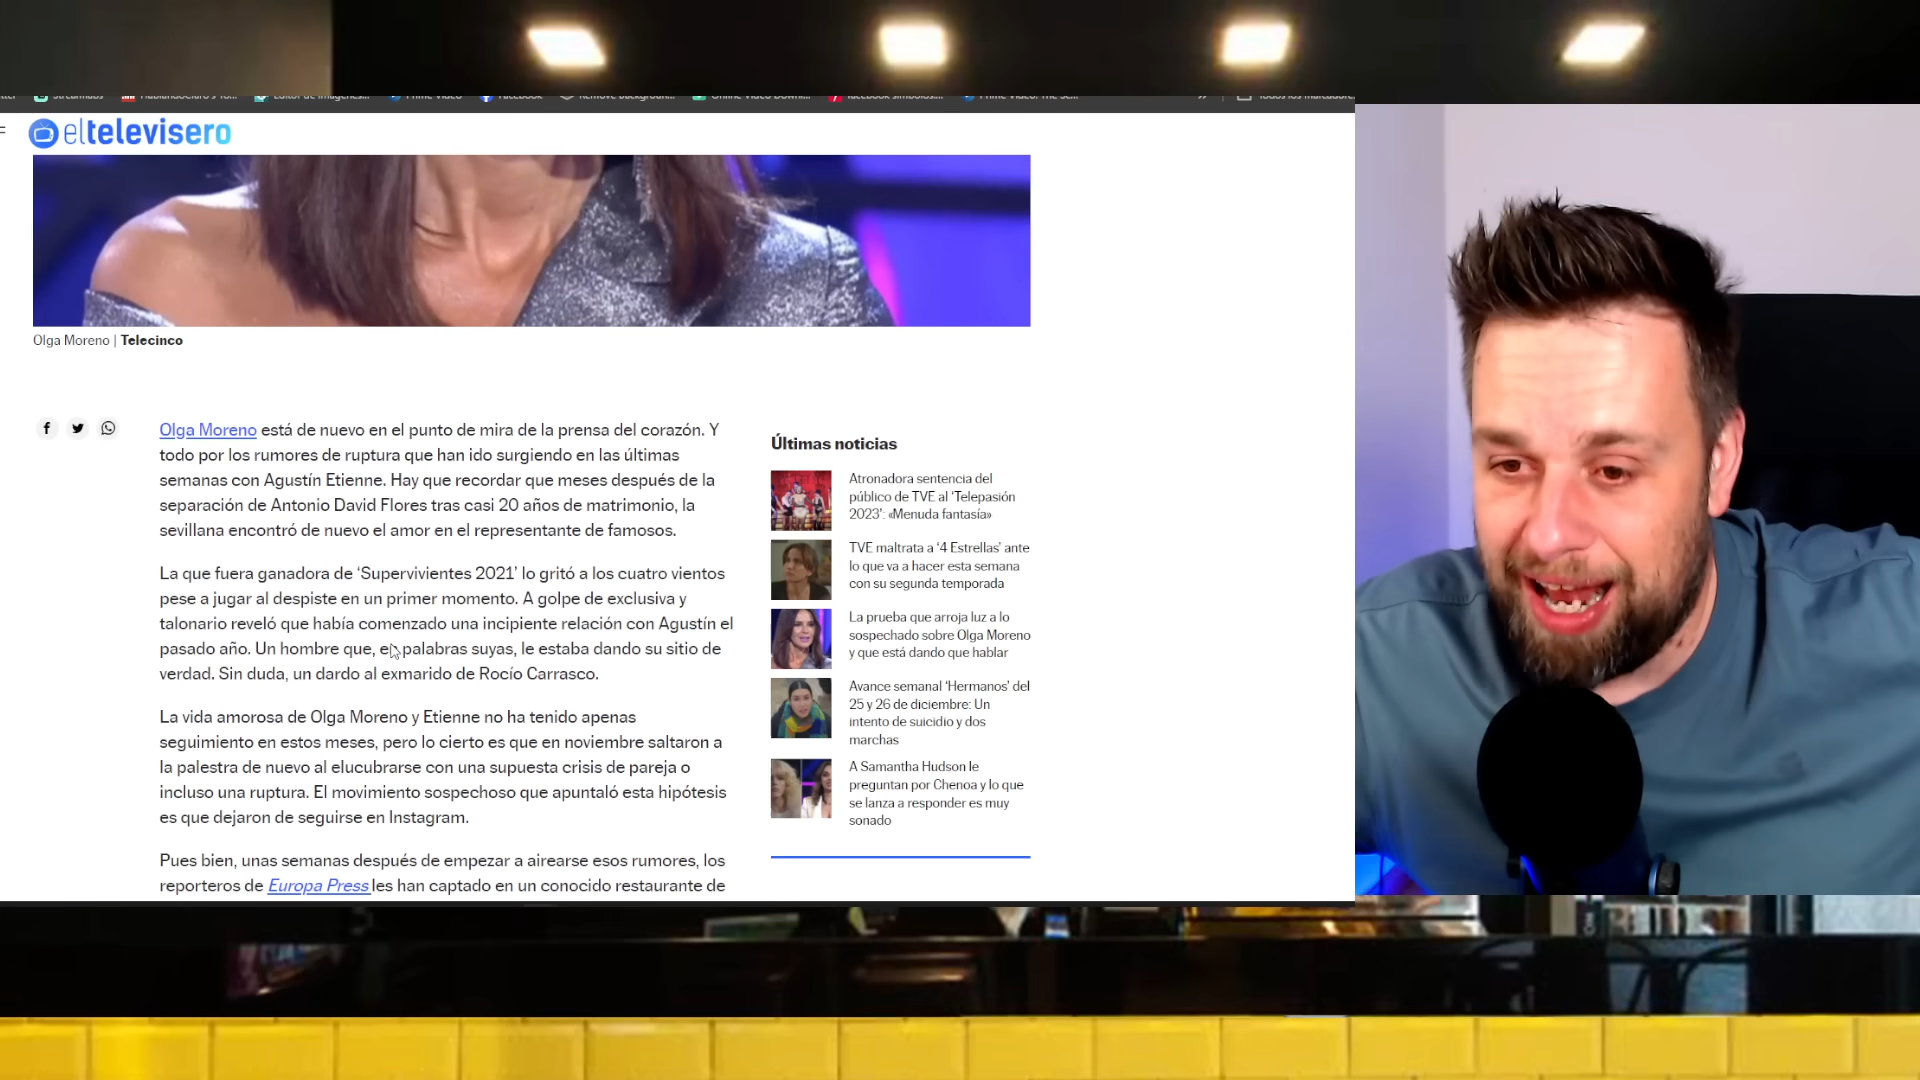 Prime Video
Facebook
eltelevisero
Olga Moreno | Telecinco
Olga Moreno está de nuevo en el punto de mira de la prensa del corazón. Y
todo por los rumores de ruptura que han ido surgiendo en las últimas
semanas con Agustín Etienne. Hay que recordar que meses después de la
separación de Antonio David Flores tras casi 20 años de matrimonio, la
sevillana encontró de nuevo el amor en el representante de famosos.
La que fuera ganadora de ‘Supervivientes 2021’ lo gritó a los cuatro vientos
pese a jugar al despiste en un primer momento. A golpe de exclusiva y
talonario reveló que había comenzado una incipiente relación con Agustín el
pasado año. Un hombre que, en palabras suyas, le estaba dando su sitio de
verdad. Sin duda, un dardo al exmarido de Rocío Carrasco.
La vida amorosa de Olga Moreno y Etienne no ha tenido apenas
seguimiento en estos meses, pero lo cierto es que en noviembre saltaron a
la palestra de nuevo al elucubrarse con una supuesta crisis de pareja o
incluso una ruptura. El movimiento sospechoso que apuntaló esta hipótesis
es que dejaron de seguirse en Instagram.
Pues bien, unas semanas después de empezar a airearse esos rumores, los
reporteros de Europa Press les han captado en un conocido restaurante de
Últimas noticias
Atronadora sentencia del
público de TVE al ‘Telepasión
2023’: «Menuda fantasía»
TVE maltrata a ‘4 Estrellas’ ante
lo que va a hacer esta semana
con su segunda temporada
La prueba que arroja luz a lo
sospechado sobre Olga Moreno
y que está dando que hablar
Avance semanal ‘Hermanos’ del
25 y 26 de diciembre: Un
intento de suicidio y dos
marchas
A Samantha Hudson le
preguntan por Chenoa y lo que
se lanza a responder es muy
sonado